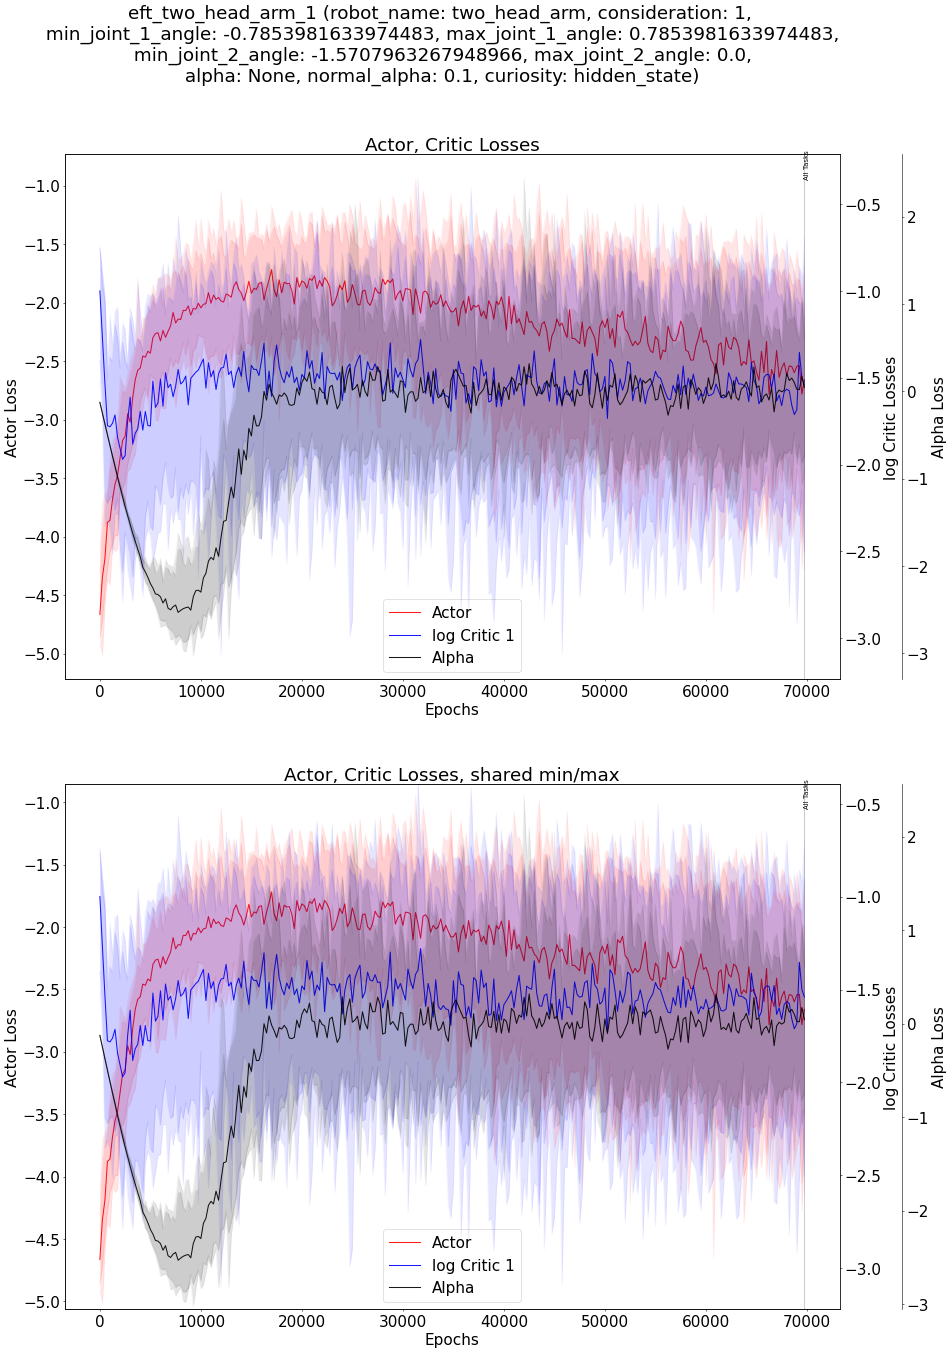 eft_two_head_arm_1 (robot_name: two_head_arm, consideration: 1,
min_joint_1_angle: -0.7853981633974483, max_joint_1_angle: 0.7853981633974483,
min_joint_2_angle: -1.5707963267948966, max_joint_2_angle: 0.0,
alpha: None, normal_alpha: 0.1, curiosity: hidden_state)
Actor, Critic Losses
All Tasks
−1.0
−1.5
−2.0
−2.5
−3.0
−3.5
−4.0
−4.5
−5.0
Actor Loss
−0.5
−1.0
−1.5
−2.0
−2.5
−3.0
log Critic Losses
2
1
0
−1
−2
−3
Alpha Loss
Actor
log Critic 1
Alpha
0 10000 20000 30000 40000 50000 60000 70000
Epochs
Actor, Critic Losses, shared min/max
All Tasks
−1.0
−1.5
−2.0
−2.5
−3.0
−3.5
−4.0
−4.5
−5.0
Actor Loss
−0.5
−1.0
−1.5
−2.0
−2.5
−3.0
log Critic Losses
2
1
0
−1
−2
−3
Alpha Loss
Actor
log Critic 1
Alpha
0 10000 20000 30000 40000 50000 60000 70000
Epochs